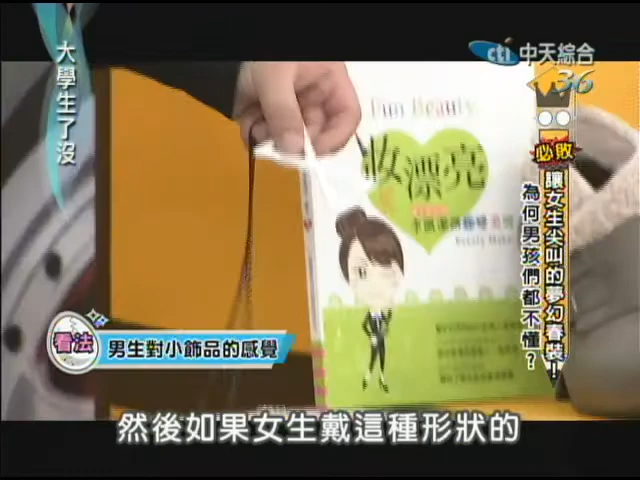 大學生了沒
cti 中天綜合
36
Fun Beauty
妝漂亮
必敗
讓女生尖叫的夢幻春裝!
為何男孩們都不懂?
看法
男生對小飾品的感覺
然後如果女生戴這種形狀的